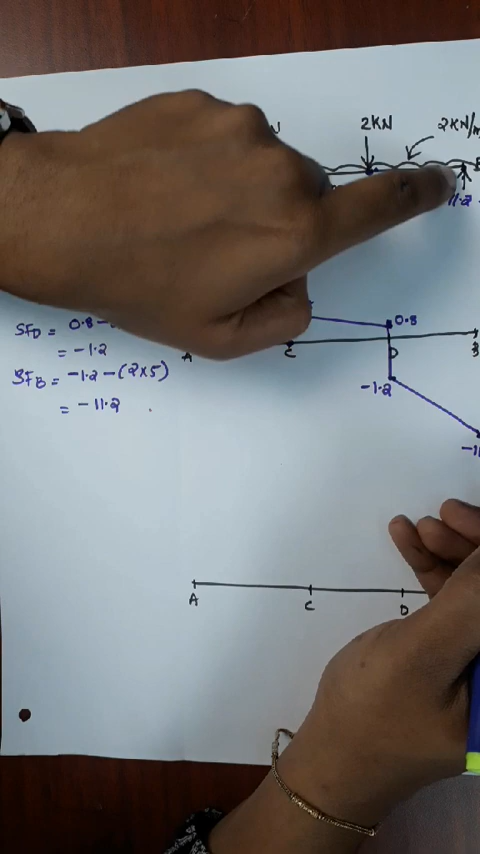 2KN 2KN/m
11.2
SFD = 0.8 -
= -1.2
SFB = -1.2 - (2×5)
= -11.2
0.8
A C D B
-1.2
-11
A C D